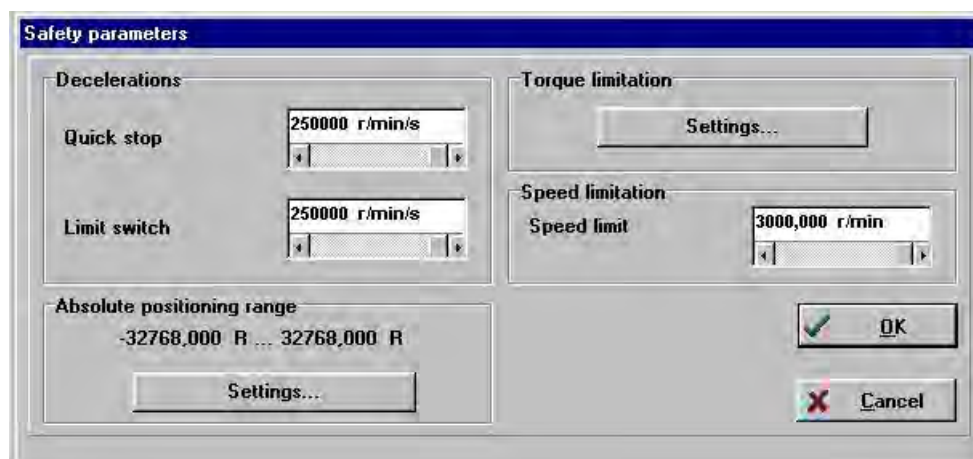 Safety parameters
Decelerations
Quick stop
250000 r/min/s
Limit switch
250000 r/min/s
Absolute positioning range
-32768,000 R ... 32768,000 R
Settings...
Torque limitation
Settings...
Speed limitation
Speed limit
3000,000 r/min
OK
Cancel